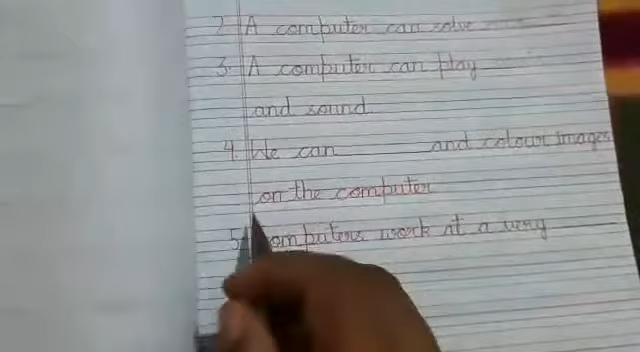 2. A computer can solve
3. A computer can play
and sound
4. We can ______ and colour images
on the computer
5. Computers work at a very